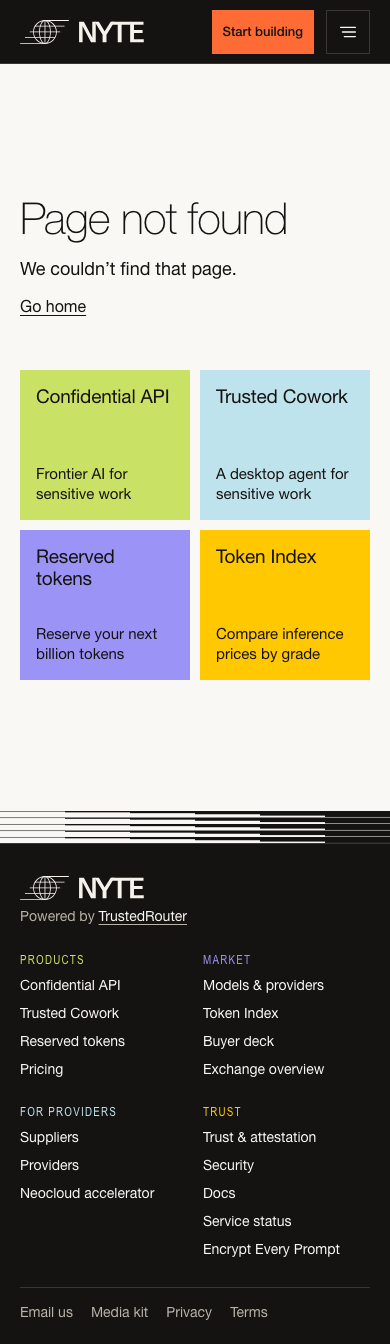 NYTE
Start building
Page not found
We couldn’t find that page.
Go home
Confidential API
Frontier AI for
sensitive work
Trusted Cowork
A desktop agent for
sensitive work
Reserved
tokens
Reserve your next
billion tokens
Token Index
Compare inference
prices by grade
NYTE
Powered by TrustedRouter
PRODUCTS
Confidential API
Trusted Cowork
Reserved tokens
Pricing
MARKET
Models & providers
Token Index
Buyer deck
Exchange overview
FOR PROVIDERS
Suppliers
Providers
Neocloud accelerator
TRUST
Trust & attestation
Security
Docs
Service status
Encrypt Every Prompt
Email us Media kit Privacy Terms